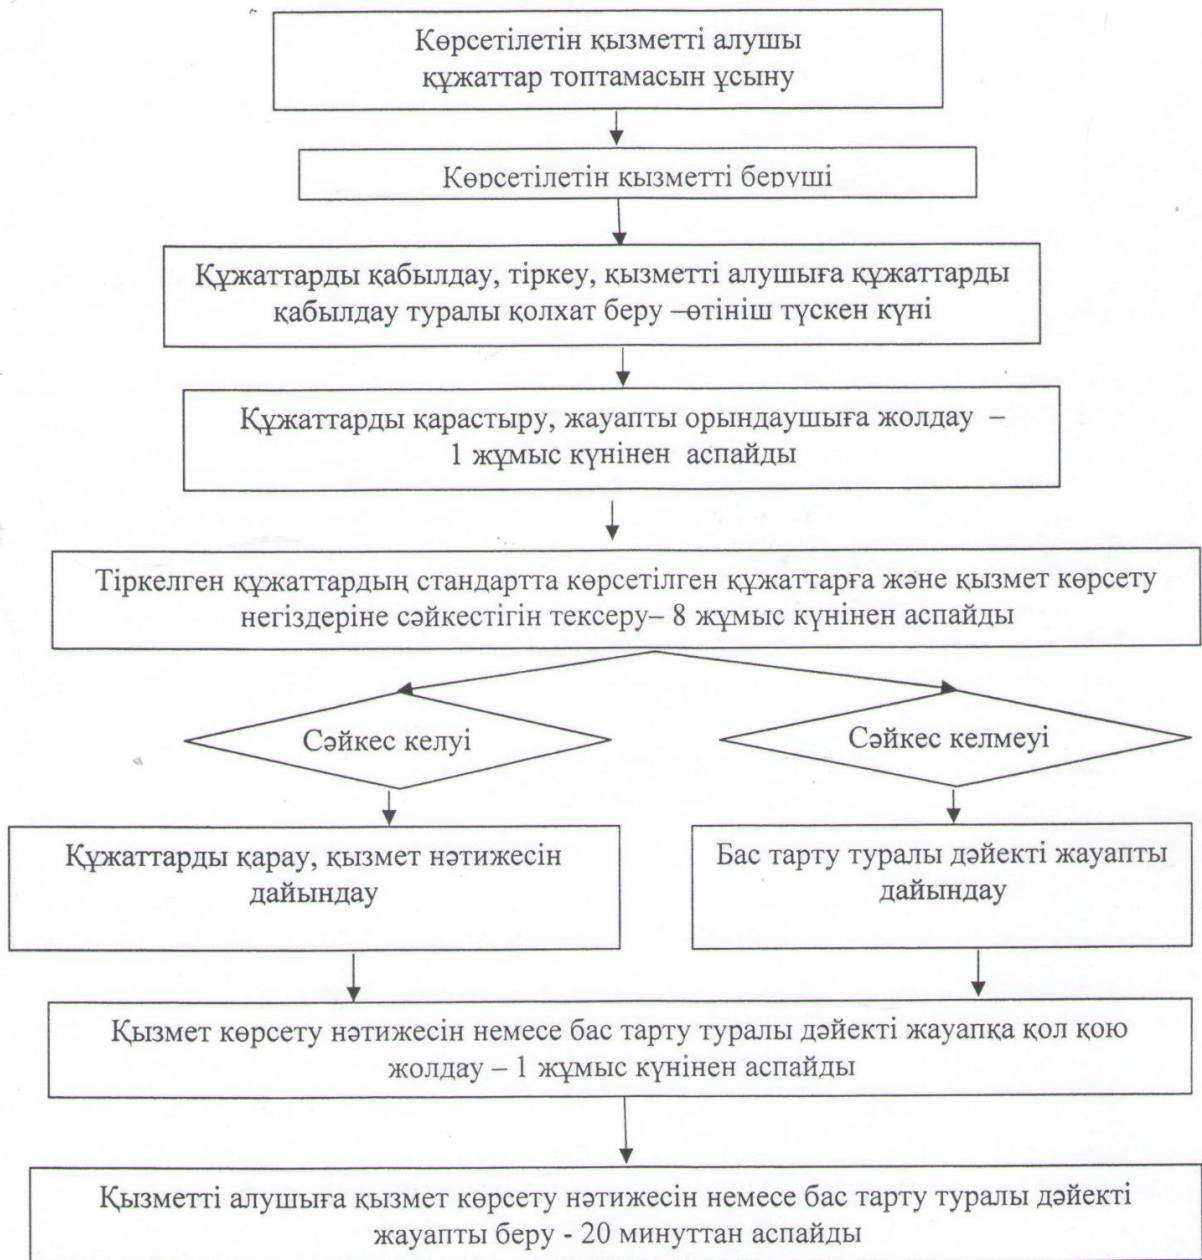 Көрсетілетін қызметті алушы
құжаттар топтамасын ұсыну
Көрсетілетін қызметті беруші
Құжаттарды қабылдау, тіркеу, қызметті алушыға құжаттарды
қабылдау туралы қолхат беру –өтініш түскен күні
Құжаттарды қарастыру, жауапты орындаушыға жолдау –
1 жұмыс күнінен аспайды
Тіркелген құжаттардың стандартта көрсетілген құжаттарға және қызмет көрсету
негіздеріне сәйкестігін тексеру– 8 жұмыс күнінен аспайды
Сәйкес келуі
Сәйкес келмеуі
Құжаттарды қарау, қызмет нәтижесін
дайындау
Бас тарту туралы дәйекті жауапты
дайындау
Қызмет көрсету нәтижесін немесе бас тарту туралы дәйекті жауапқа қол қою
жолдау – 1 жұмыс күнінен аспайды
Қызметті алушыға қызмет көрсету нәтижесін немесе бас тарту туралы дәйекті
жауапты беру - 20 минуттан аспайды